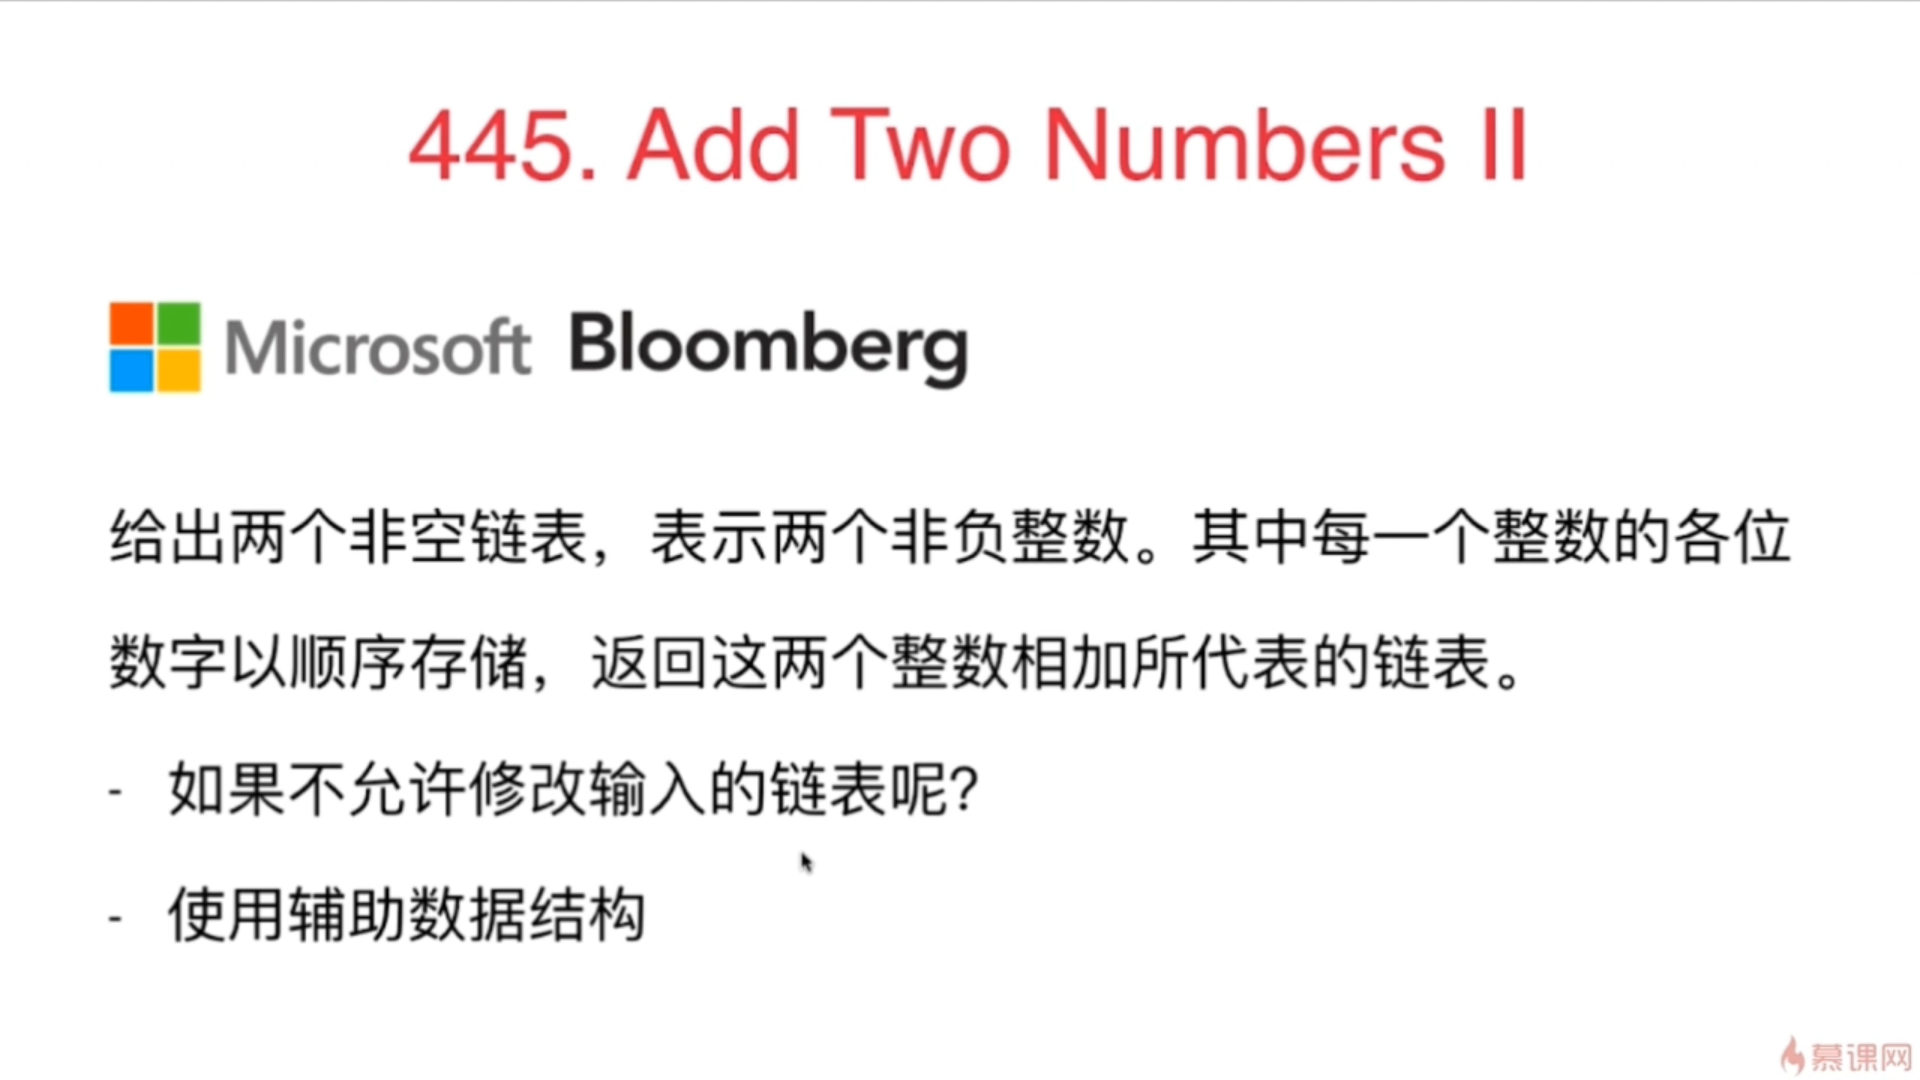 445. Add Two Numbers II
Microsoft Bloomberg
给出两个非空链表，表示两个非负整数。其中每一个整数的各位
数字以顺序存储，返回这两个整数相加所代表的链表。
- 如果不允许修改输入的链表呢?
- 使用辅助数据结构
慕课网